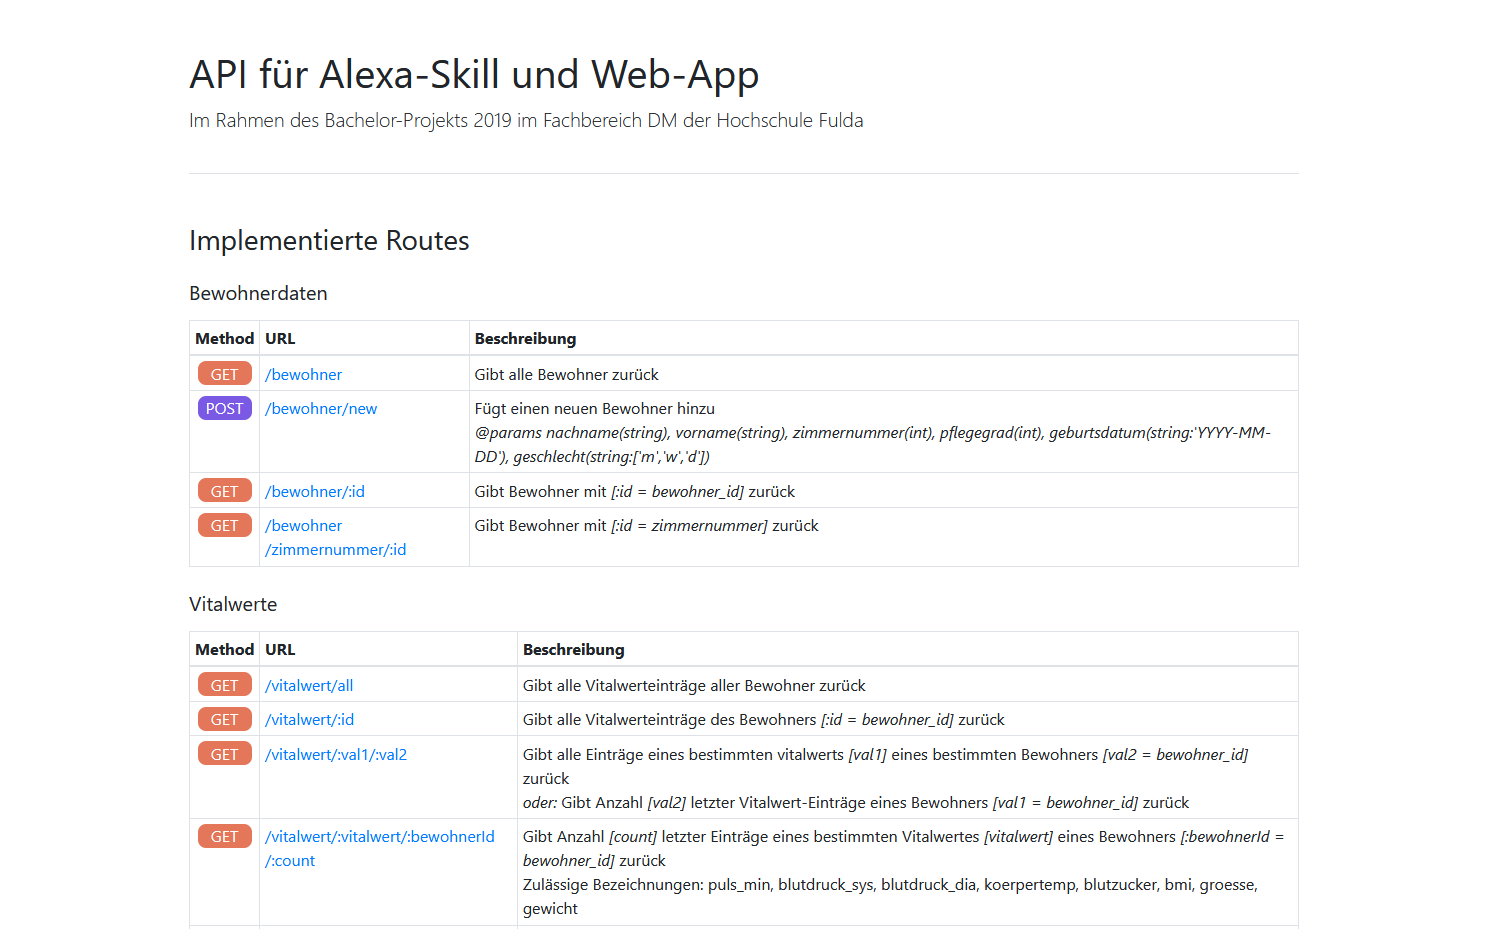 API für Alexa-Skill und Web-App
Im Rahmen des Bachelor-Projekts 2019 im Fachbereich DM der Hochschule Fulda
Implementierte Routes
Bewohnerdaten
Method URL Beschreibung
GET /bewohner Gibt alle Bewohner zurück
POST /bewohner/new Fügt einen neuen Bewohner hinzu
@params nachname(string), vorname(string), zimmernummer(int), pflegegrad(int), geburtsdatum(string:'YYYY-MM-
DD'), geschlecht(string:['m','w','d'])
GET /bewohner/:id Gibt Bewohner mit [:id = bewohner_id] zurück
GET /bewohner Gibt Bewohner mit [:id = zimmernummer] zurück
/zimmernummer/:id
Vitalwerte
Method URL Beschreibung
GET /vitalwert/all Gibt alle Vitalwerteinträge aller Bewohner zurück
GET /vitalwert/:id Gibt alle Vitalwerteinträge des Bewohners [:id = bewohner_id] zurück
GET /vitalwert/:val1/:val2 Gibt alle Einträge eines bestimmten vitalwerts [val1] eines bestimmten Bewohners [val2 = bewohner_id]
zurück
oder: Gibt Anzahl [val2] letzter Vitalwert-Einträge eines Bewohners [val1 = bewohner_id] zurück
GET /vitalwert/:vitalwert/:bewohnerId Gibt Anzahl [count] letzter Einträge eines bestimmten Vitalwertes [vitalwert] eines Bewohners [:bewohnerId =
/:count bewohner_id] zurück
Zulässige Bezeichnungen: puls_min, blutdruck_sys, blutdruck_dia, koerpertemp, blutzucker, bmi, groesse,
gewicht